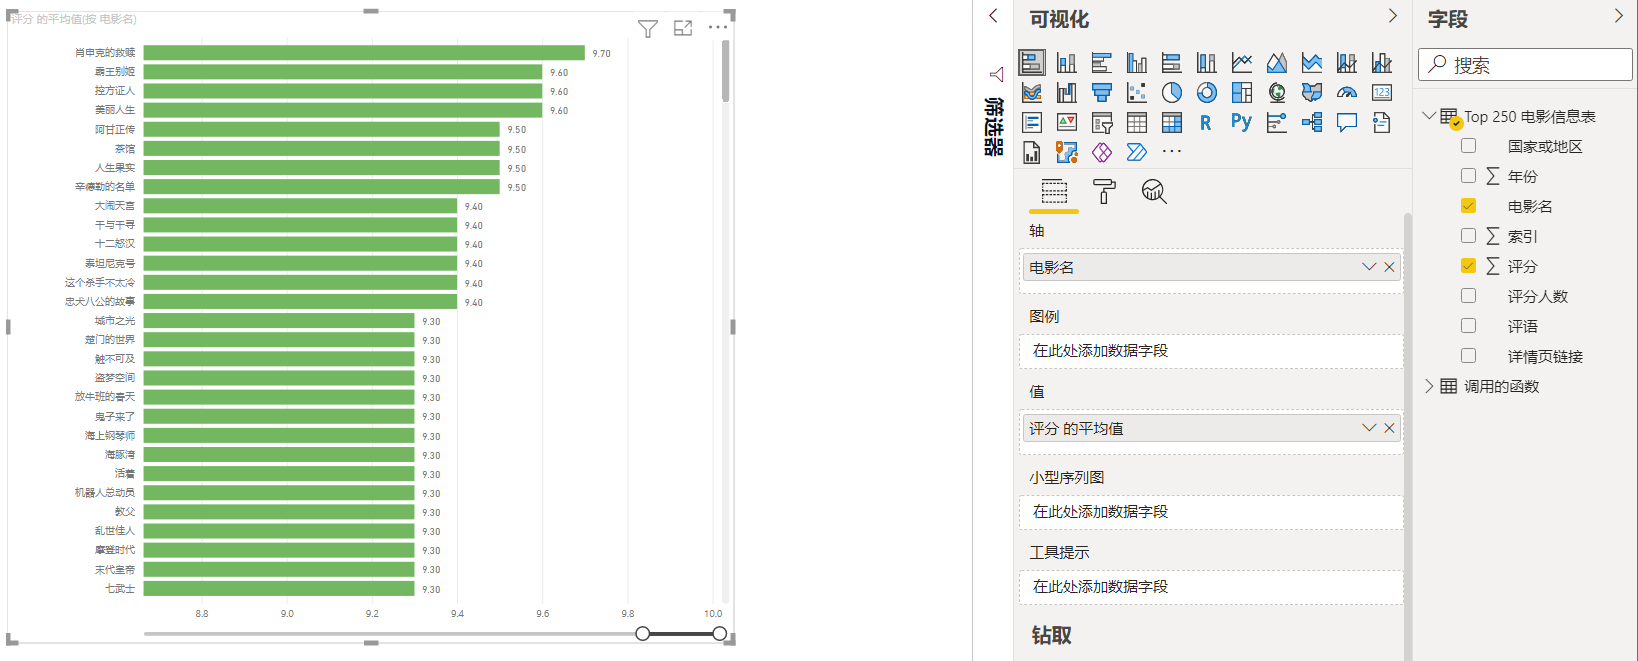 评分 的平均值(按 电影名)
肖申克的救赎 9.70
霸王别姬 9.60
控方证人 9.60
美丽人生 9.60
阿甘正传 9.50
茶馆 9.50
人生果实 9.50
辛德勒的名单 9.50
大闹天宫 9.40
千与千寻 9.40
十二怒汉 9.40
泰坦尼克号 9.40
这个杀手不太冷 9.40
忠犬八公的故事 9.40
城市之光 9.30
楚门的世界 9.30
触不可及 9.30
盗梦空间 9.30
放牛班的春天 9.30
鬼子来了 9.30
海上钢琴师 9.30
海豚湾 9.30
活着 9.30
机器人总动员 9.30
教父 9.30
乱世佳人 9.30
摩登时代 9.30
末代皇帝 9.30
七武士 9.30
8.8 9.0 9.2 9.4 9.6 9.8 10.0
筛选器
可视化
123
R
Py
轴
电影名
图例
在此处添加数据字段
值
评分 的平均值
小型序列图
在此处添加数据字段
工具提示
在此处添加数据字段
钻取
字段
搜索
Top 250 电影信息表
国家或地区
∑ 年份
电影名
∑ 索引
∑ 评分
评分人数
评语
详情页链接
调用的函数